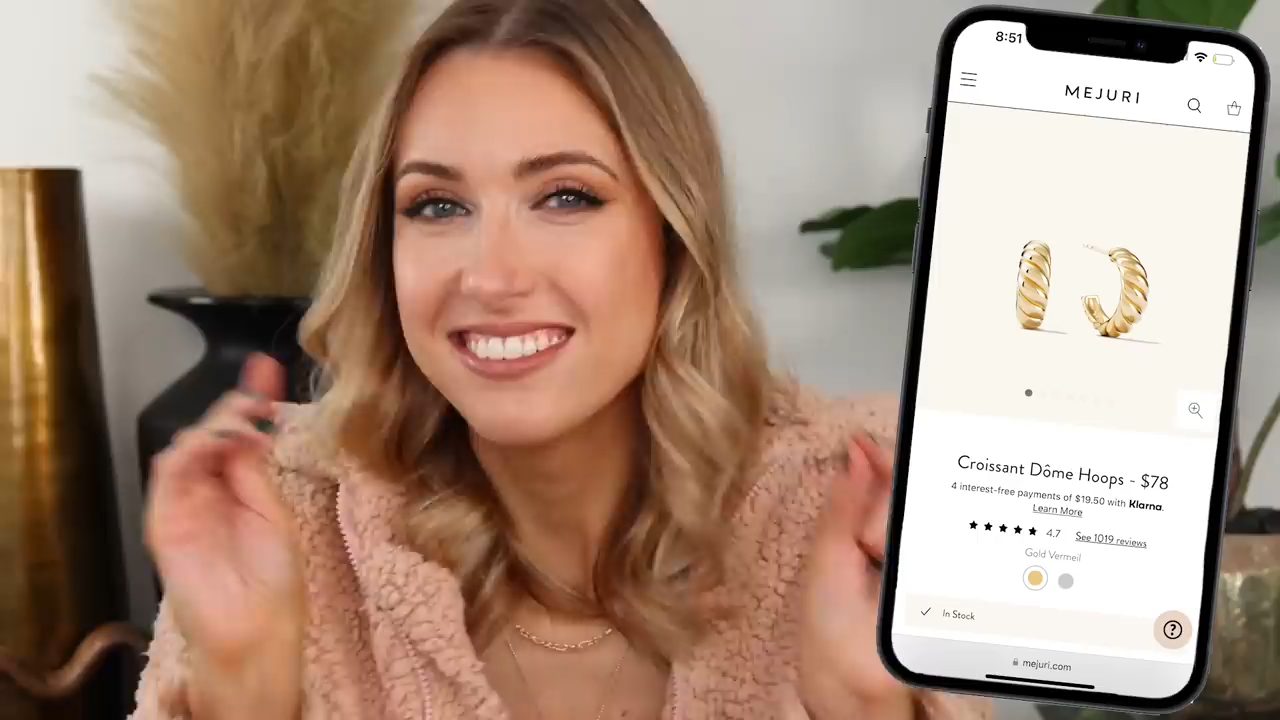 8:51
MEJURI
Croissant Dôme Hoops - $78
4 interest-free payments of $19.50 with Klarna.
Learn More
4.7 See 1019 reviews
Gold Vermeil
In Stock
mejuri.com